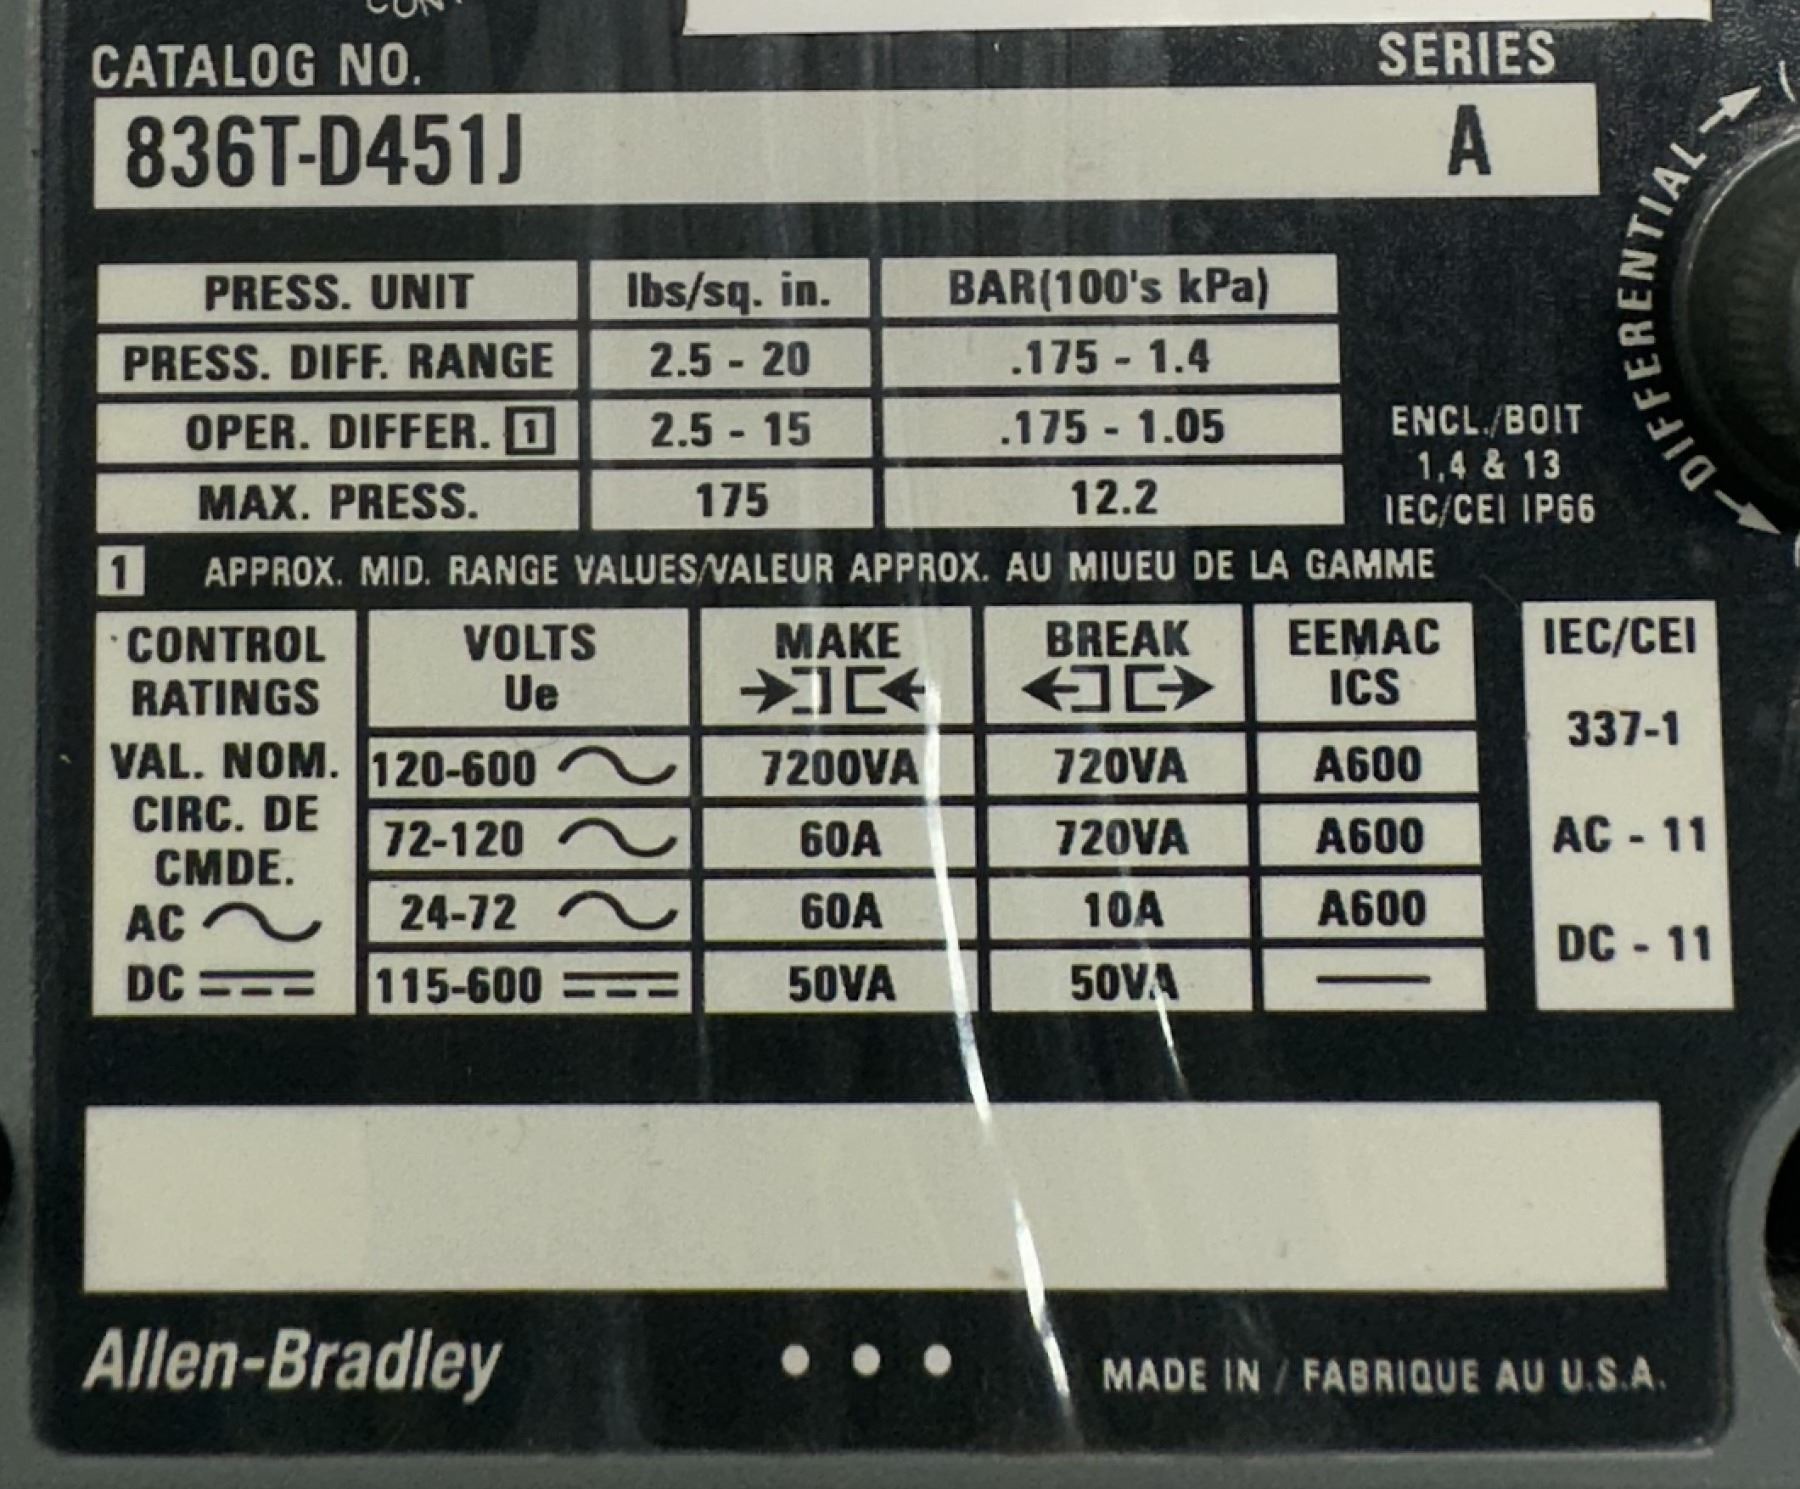 CATALOG NO. SERIES
836T-D451J A
PRESS. UNIT lbs/sq. in. BAR(100's kPa)
PRESS. DIFF. RANGE 2.5 - 20 .175 - 1.4
OPER. DIFFER. 1 2.5 - 15 .175 - 1.05
MAX. PRESS. 175 12.2
ENCL./BOIT
1,4 & 13
IEC/CEI IP66
DIFFERENTIAL
1 APPROX. MID. RANGE VALUES/VALEUR APPROX. AU MIUEU DE LA GAMME
CONTROL
RATINGS
VAL. NOM.
CIRC. DE
CMDE.
AC
DC
VOLTS Ue MAKE BREAK EEMAC ICS
120-600 7200VA 720VA A600
72-120 60A 720VA A600
24-72 60A 10A A600
115-600 50VA 50VA —
IEC/CEI
337-1
AC - 11
DC - 11
Allen-Bradley
MADE IN / FABRIQUE AU U.S.A.